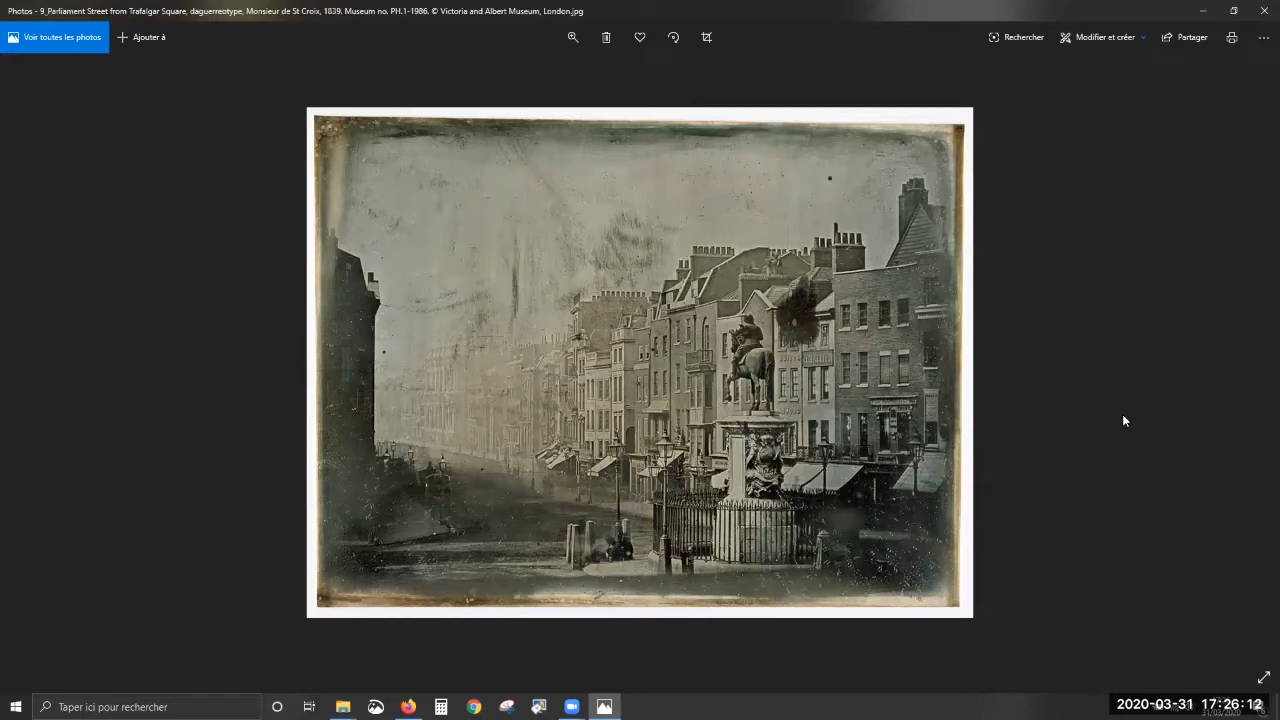 Photos - 9_Parliament Street from Trafalgar Square, daguerreotype, Monsieur de St Croix, 1839. Museum no. PH.1-1986. © Victoria and Albert Museum, London.jpg
Voir toutes les photos
Ajouter à
Rechercher
Modifier et créer
Partager
Taper ici pour rechercher
2020-03-31 17:26:12